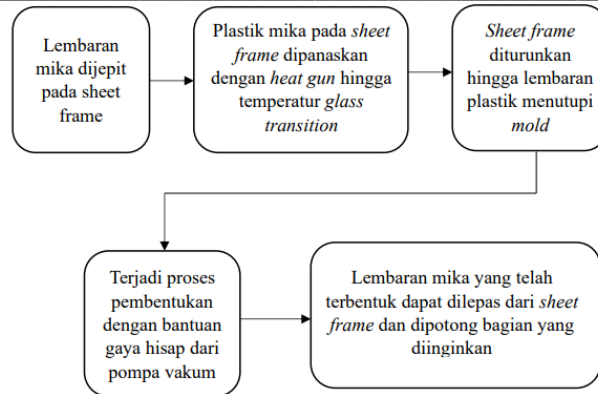 Lembaran
mika dijepit
pada sheet
frame
Plastik mika pada sheet
frame dipanaskan
dengan heat gun hingga
temperatur glass
transition
Sheet frame
diturunkan
hingga lembaran
plastik menutupi
mold
Terjadi proses
pembentukan
dengan bantuan
gaya hisap dari
pompa vakum
Lembaran mika yang telah
terbentuk dapat dilepas dari sheet
frame dan dipotong bagian yang
diinginkan